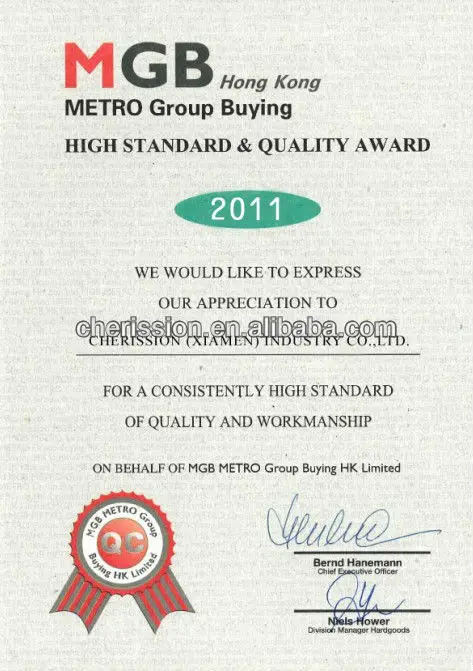 MGB Hong Kong
METRO Group Buying
HIGH STANDARD & QUALITY AWARD
2011
WE WOULD LIKE TO EXPRESS
OUR APPRECIATION TO
cherission.en.alibaba.com
CHERISSION (XIAMEN) INDUSTRY CO.,LTD.
FOR A CONSISTENTLY HIGH STANDARD
OF QUALITY AND WORKMANSHIP
ON BEHALF OF MGB METRO Group Buying HK Limited
MGB METRO Group
QC
Buying HK Limited
Bernd Hanemann
Chief Executive Officer
Niels Hower
Division Manager Hardgoods